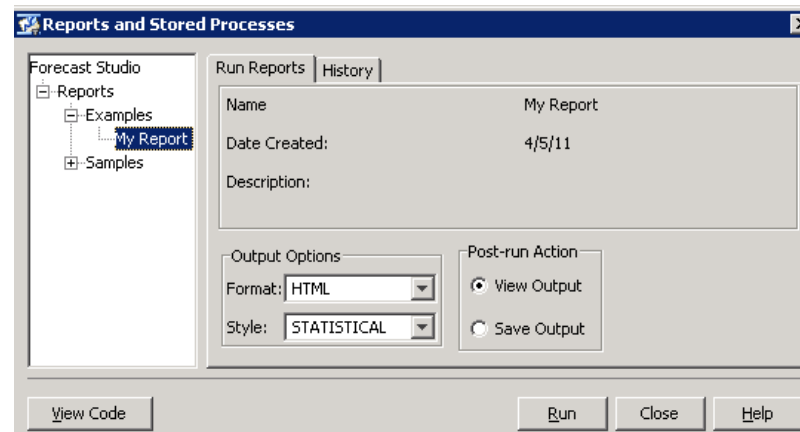 Reports and Stored Processes
Forecast Studio
Reports
Examples
My Report
Samples
Run Reports
History
Name My Report
Date Created: 4/5/11
Description:
Output Options
Format: HTML
Style: STATISTICAL
Post-run Action
View Output
Save Output
View Code
Run
Close
Help